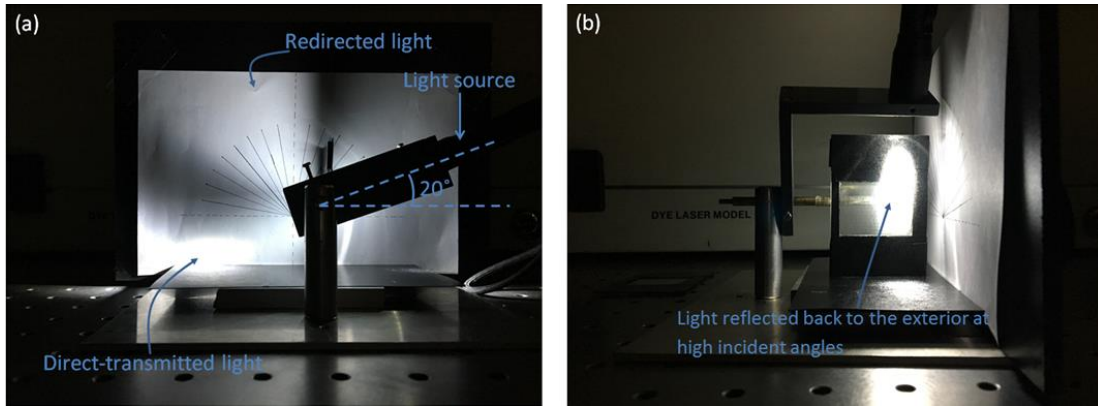 (a)
Redirected light
Light source
20°
Direct-transmitted light
(b)
DYE LASER MODEL
Light reflected back to the exterior at
high incident angles